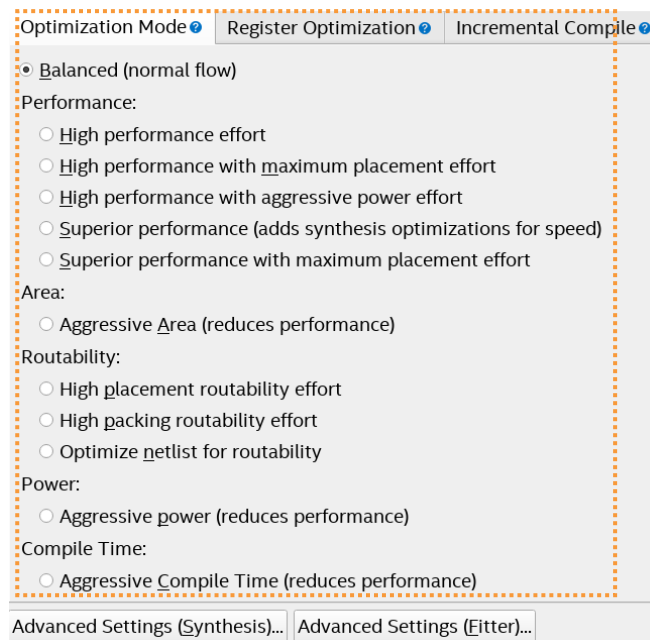 Optimization Mode Register Optimization Incremental Compile
Balanced (normal flow)
Performance:
High performance effort
High performance with maximum placement effort
High performance with aggressive power effort
Superior performance (adds synthesis optimizations for speed)
Superior performance with maximum placement effort
Area:
Aggressive Area (reduces performance)
Routability:
High placement routability effort
High packing routability effort
Optimize netlist for routability
Power:
Aggressive power (reduces performance)
Compile Time:
Aggressive Compile Time (reduces performance)
Advanced Settings (Synthesis)... Advanced Settings (Fitter)...